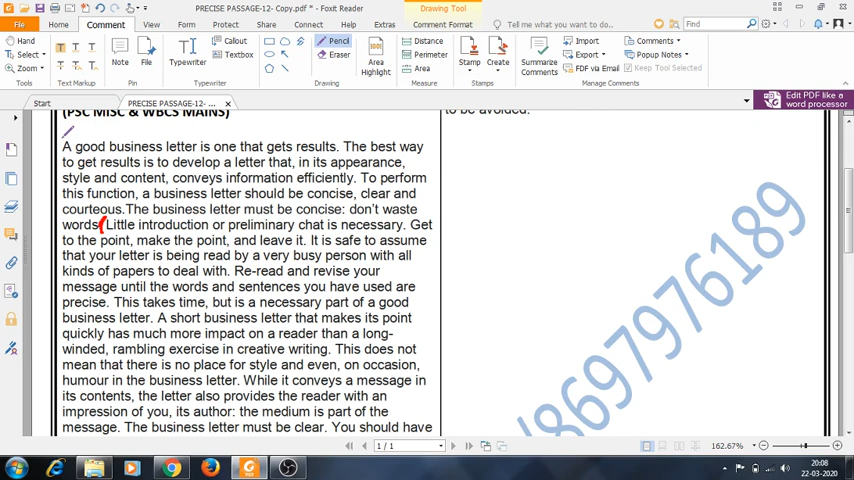 PRECISE PASSAGE-12- Copy.pdf * - Foxit Reader
Drawing Tool
File Home Comment View Form Protect Share Connect Help Extras Comment Format Tell me what you want to do... Find
Hand
Select
Zoom
Tools
T T T T T T
Text Markup
Note
File
Pin
Typewriter
Callout
Textbox
Typewriter
Drawing
Pencil
Eraser
Area Highlight
Distance
Perimeter
Area
Measure
Stamp
Create
Stamps
Summarize Comments
Import
Export
FDF via Email
Comments
Popup Notes
Keep Tool Selected
Manage Comments
Start
PRECISE PASSAGE-12- ...
Edit PDF like a word processor
(PSC MISC & WBCS MAINS)
to be avoided.
A good business letter is one that gets results. The best way
to get results is to develop a letter that, in its appearance,
style and content, conveys information efficiently. To perform
this function, a business letter should be concise, clear and
courteous.The business letter must be concise: don't waste
words. Little introduction or preliminary chat is necessary. Get
to the point, make the point, and leave it. It is safe to assume
that your letter is being read by a very busy person with all
kinds of papers to deal with. Re-read and revise your
message until the words and sentences you have used are
precise. This takes time, but is a necessary part of a good
business letter. A short business letter that makes its point
quickly has much more impact on a reader than a long-
winded, rambling exercise in creative writing. This does not
mean that there is no place for style and even, on occasion,
humour in the business letter. While it conveys a message in
its contents, the letter also provides the reader with an
impression of you, its author: the medium is part of the
message. The business letter must be clear. You should have
/8697976189
1 / 1
162.67%
20:08
22-03-2020